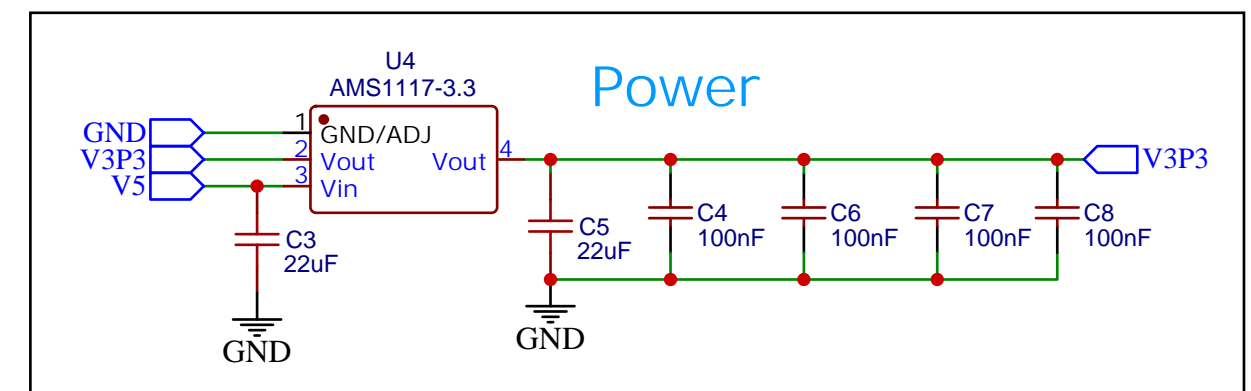 U4
AMS1117-3.3
Power
GND
1
GND/ADJ
V3P3
2
Vout
Vout
4
V3P3
V5
3
Vin
C3
22uF
GND
C5
22uF
GND
C4
100nF
C6
100nF
C7
100nF
C8
100nF